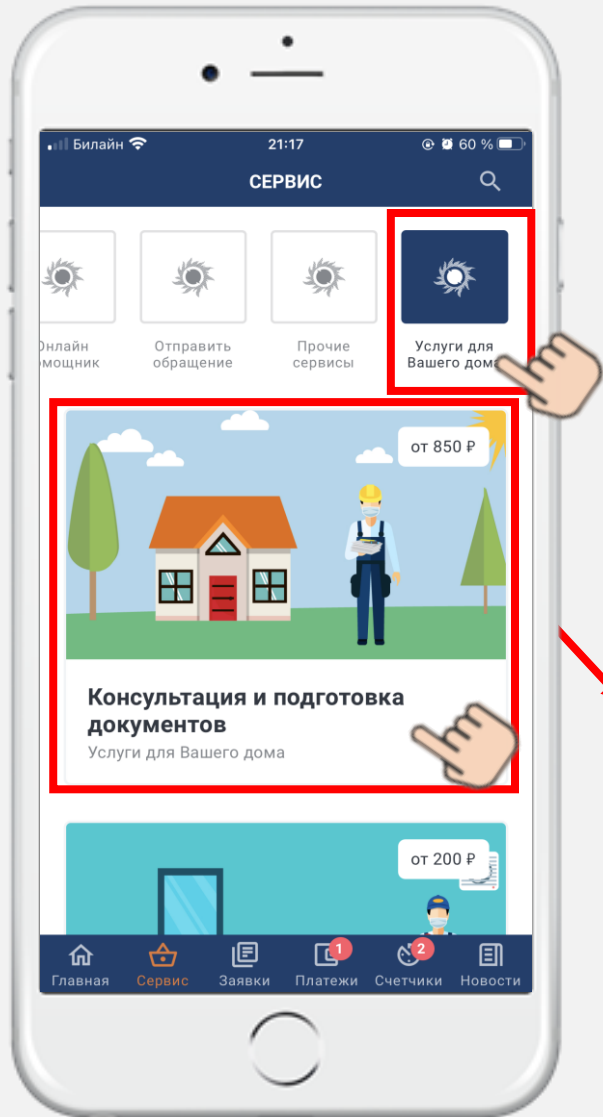 Билайн
21:17
60 %
СЕРВИС
Онлайн
мощник
Отправить
обращение
Прочие
сервисы
Услуги для
Вашего дома
от 850 ₽
Консультация и подготовка
документов
Услуги для Вашего дома
от 200 ₽
1
2
Главная
Сервис
Заявки
Платежи
Счетчики
Новости